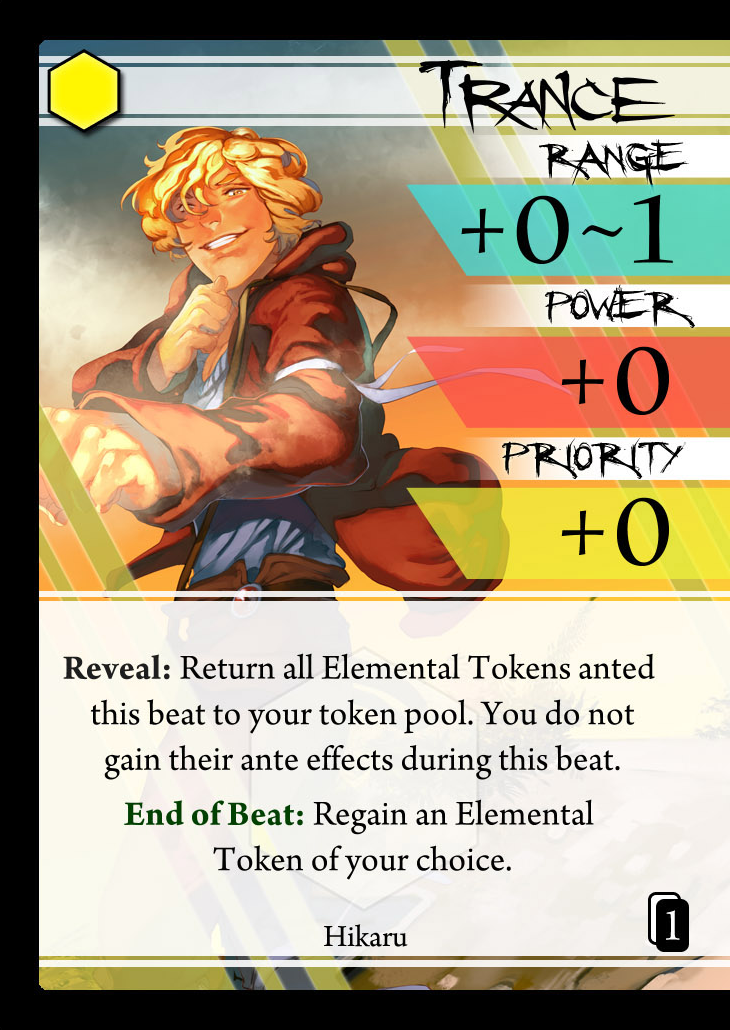 TRANCE
RANGE
+0~1
POWER
+0
PRIORITY
+0
Reveal: Return all Elemental Tokens anted
this beat to your token pool. You do not
gain their ante effects during this beat.
End of Beat: Regain an Elemental
Token of your choice.
1
Hikaru